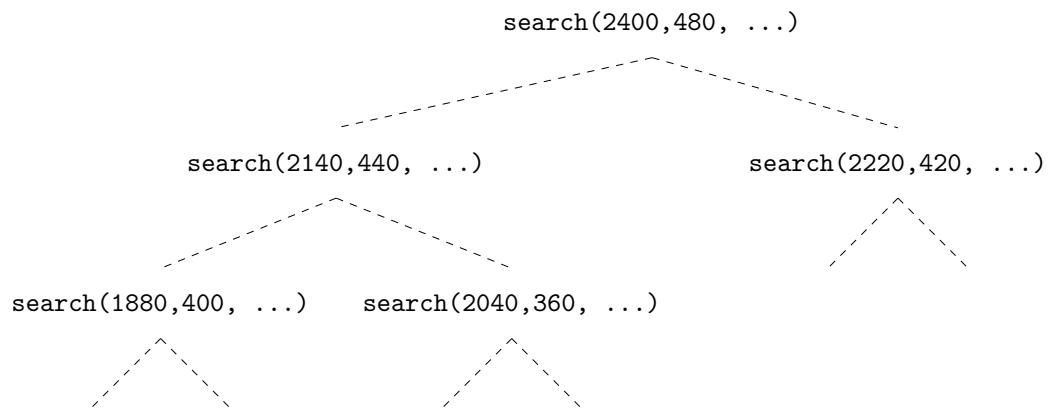 search(2400,480, ...)
search(2140,440, ...)
search(2220,420, ...)
search(1880,400, ...)
search(2040,360, ...)